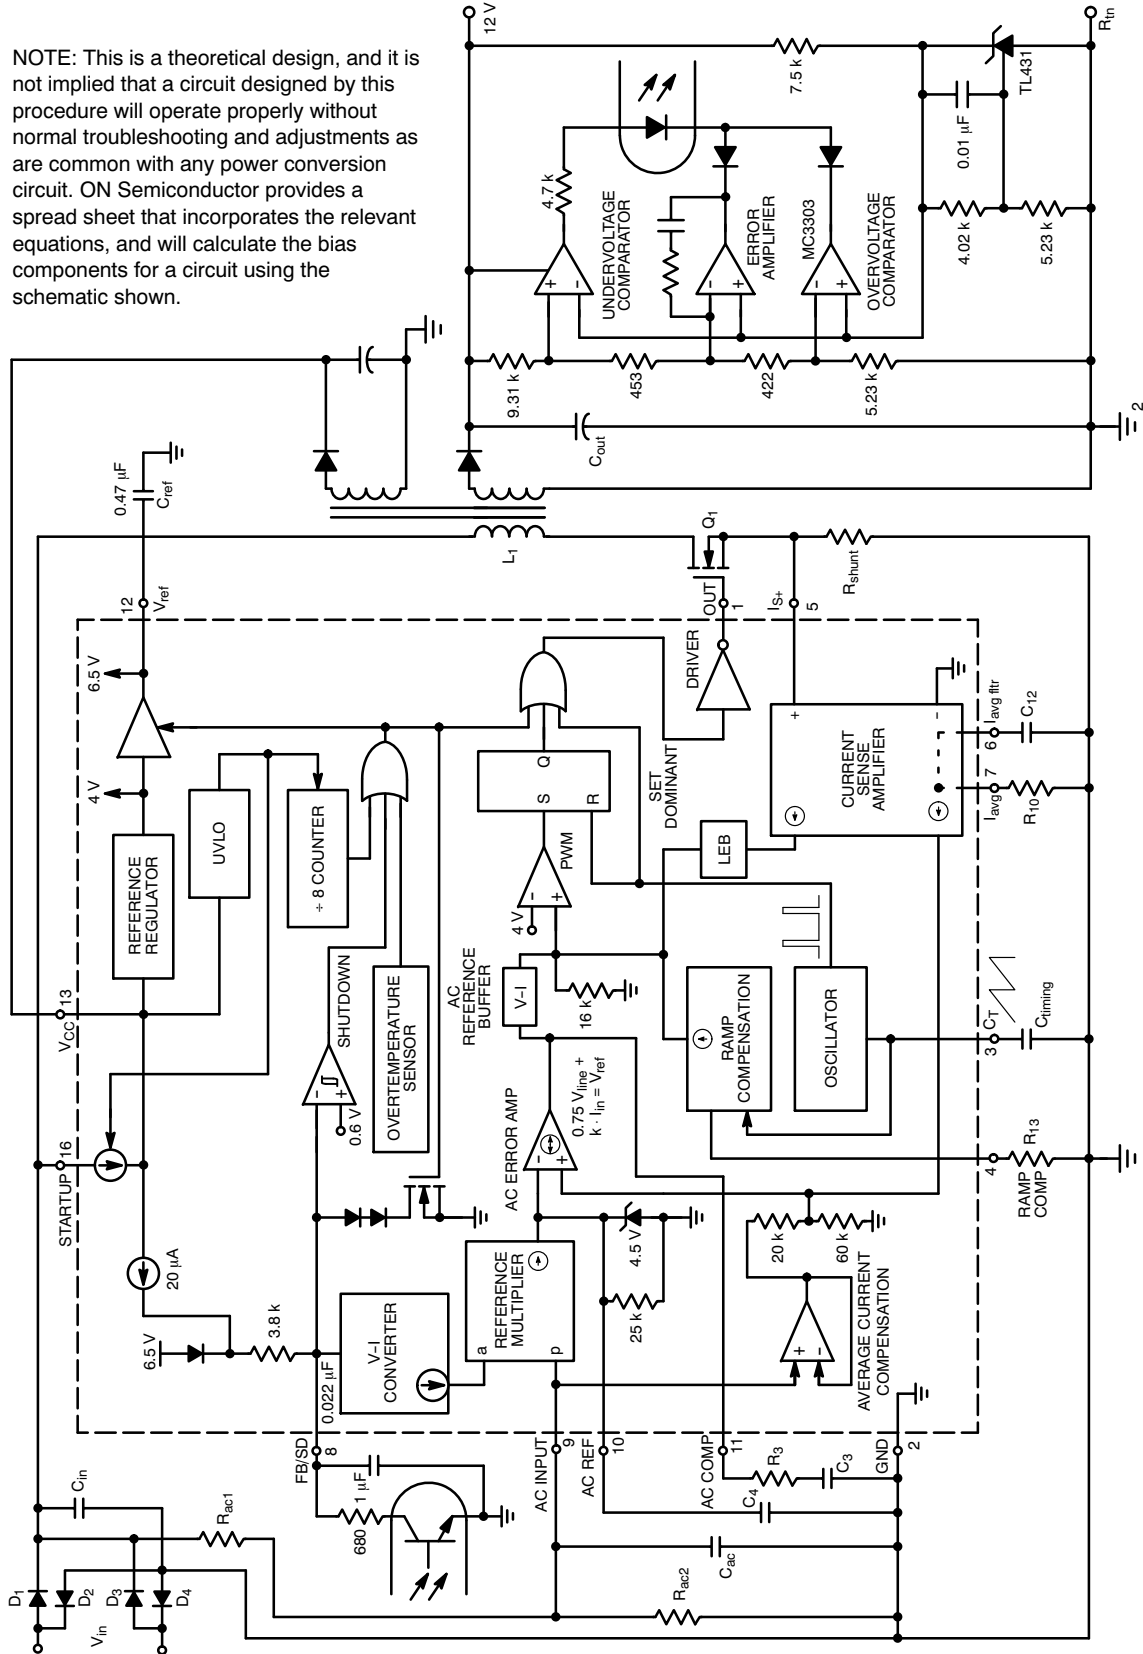 NOTE: This is a theoretical design, and it is
not implied that a circuit designed by this
procedure will operate properly without
normal troubleshooting and adjustments as
are common with any power conversion
circuit. ON Semiconductor provides a
spread sheet that incorporates the relevant
equations, and will calculate the bias
components for a circuit using the
schematic shown.
12 V
Rtn
7.5 k
TL431
0.01 µF
4.02 k
5.23 k
4.7 k
UNDERVOLTAGE
COMPARATOR
+
-
ERROR
AMPLIFIER
-
+
MC3303
OVERVOLTAGE
COMPARATOR
-
+
9.31 k
453
422
5.23 k
Cout
2
0.47 µF
Cref
L1
Q1
Rshunt
12
Vref
OUT
1
IS+
5
6.5 V
4 V
REFERENCE
REGULATOR
UVLO
÷ 8 COUNTER
DRIVER
SET
DOMINANT
Q
S
R
PWM
-
+
4 V
LEB
+
-
CURRENT
SENSE
AMPLIFIER
Iavg fltr
6
C12
Iavg
7
R10
VCC
13
STARTUP
16
20 µA
6.5 V
3.8 k
0.022 µF
SHUTDOWN
-
+
0.6 V
OVERTEMPERATURE
SENSOR
AC
REFERENCE
BUFFER
V-I
16 k
RAMP
COMPENSATION
OSCILLATOR
3
CT
Ctiming
AC ERROR AMP
-
+
0.75 Vline +
k · Iin = Vref
4
RAMP
COMP
R13
V-I
CONVERTER
REFERENCE
MULTIPLIER
a
p
4.5 V
25 k
20 k
60 k
+
-
AVERAGE CURRENT
COMPENSATION
FB/SD
8
AC INPUT
9
AC REF
10
AC COMP
11
GND
2
680
1 µF
R3
C3
C4
Cac
Rac2
Rac1
Cin
D1
D2
D3
D4
Vin